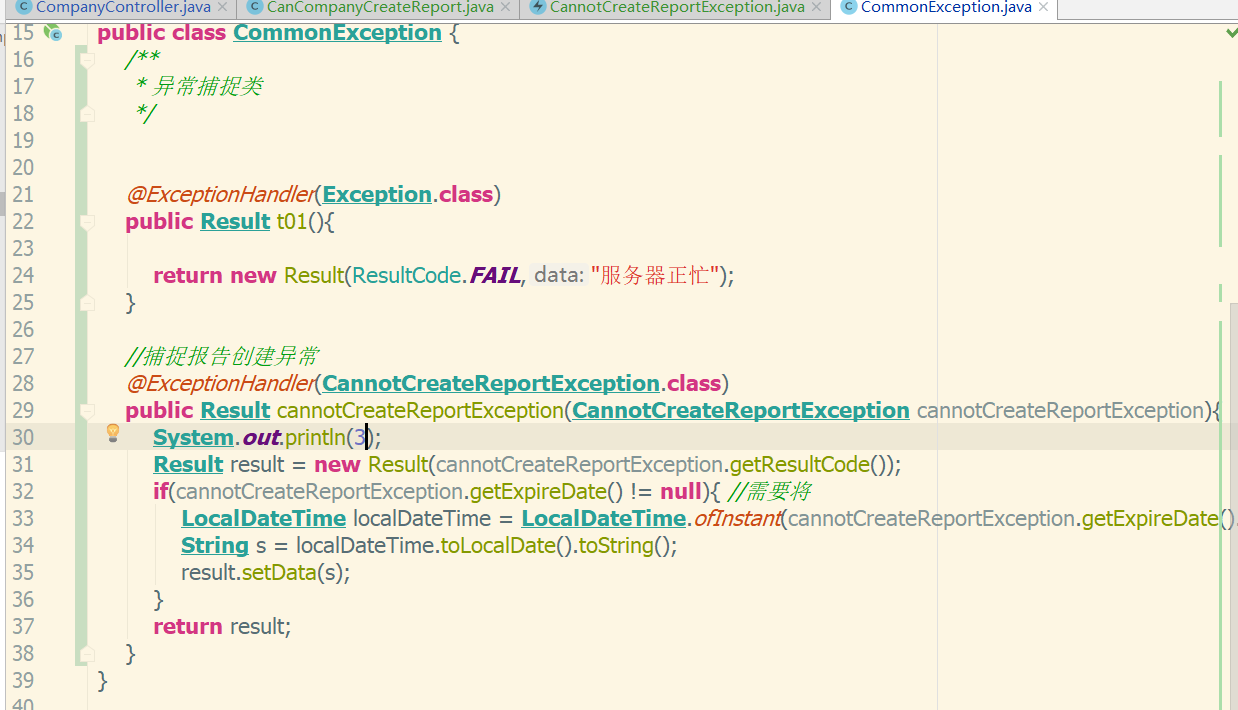 CompanyController.java CanCompanyCreateReport.java CannotCreateReportException.java CommonException.java
15 public class CommonException {
16 /**
17 * 异常捕捉类
18 */
19
20
21 @ExceptionHandler(Exception.class)
22 public Result t01(){
23
24 return new Result(ResultCode.FAIL, data: "服务器正忙");
25 }
26
27 //捕捉报告创建异常
28 @ExceptionHandler(CannotCreateReportException.class)
29 public Result cannotCreateReportException(CannotCreateReportException cannotCreateReportException){
30 System.out.println(3);
31 Result result = new Result(cannotCreateReportException.getResultCode());
32 if(cannotCreateReportException.getExpireDate() != null){ //需要将
33 LocalDateTime localDateTime = LocalDateTime.ofInstant(cannotCreateReportException.getExpireDate().
34 String s = localDateTime.toLocalDate().toString();
35 result.setData(s);
36 }
37 return result;
38 }
39 }
40